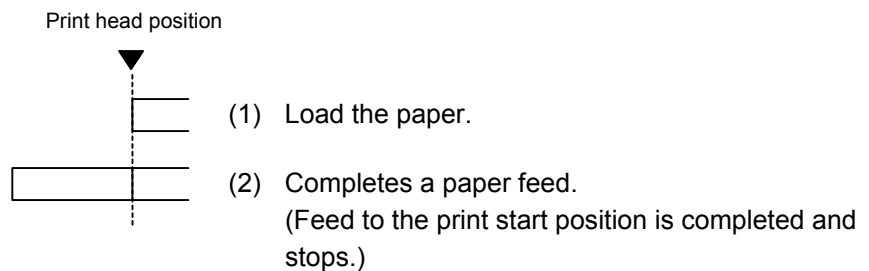 Print head position
(1) Load the paper.
(2) Completes a paper feed.
(Feed to the print start position is completed and
stops.)